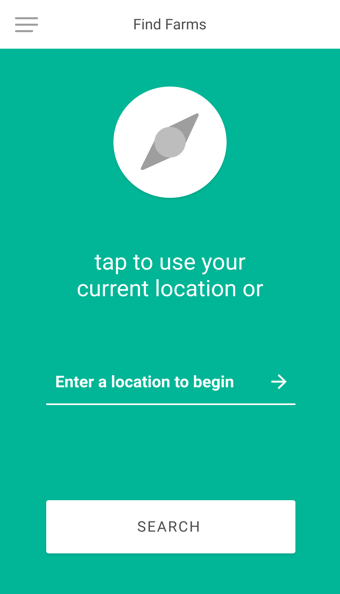 Find Farms
tap to use your
current location or
Enter a location to begin
SEARCH